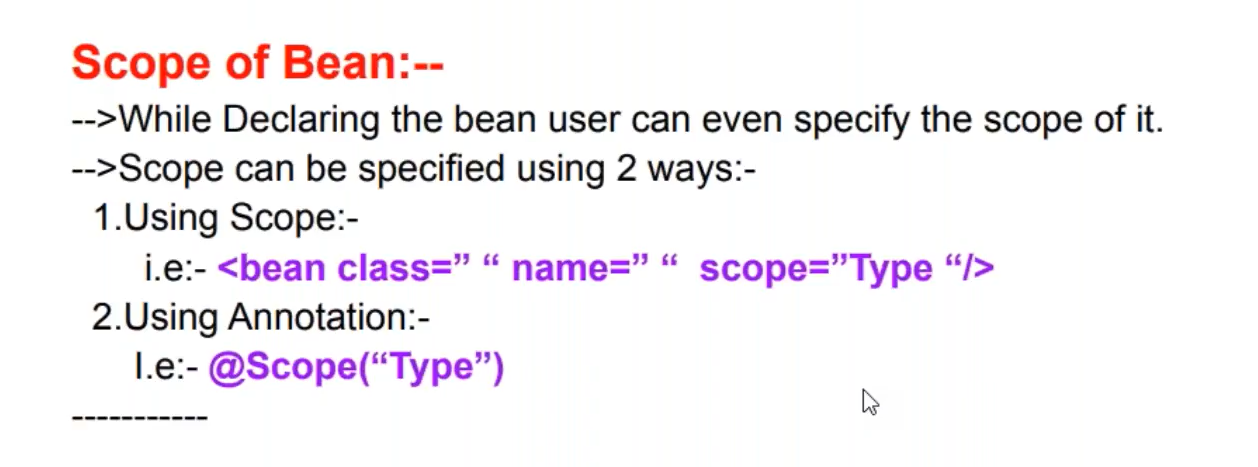 Scope of Bean:--
-->While Declaring the bean user can even specify the scope of it.
-->Scope can be specified using 2 ways:-
1.Using Scope:-
i.e:- <bean class=” “ name=” “  scope=”Type “/>
2.Using Annotation:-
I.e:- @Scope(“Type”)
-----------